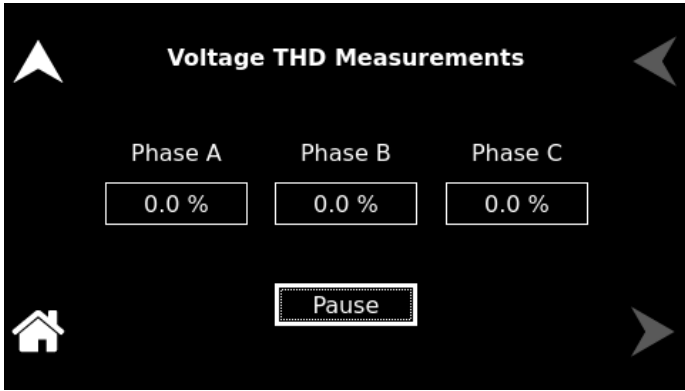 Voltage THD Measurements
Phase A Phase B Phase C
0.0 % 0.0 % 0.0 %
Pause